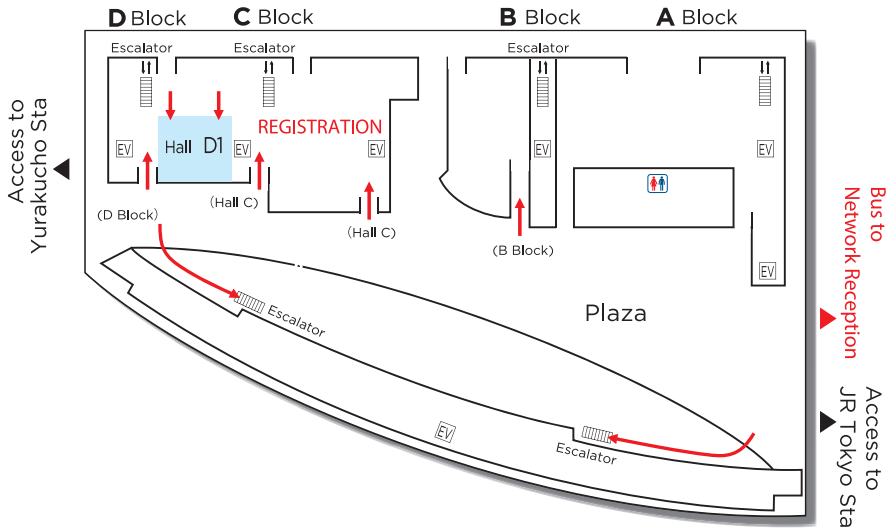 D Block
C Block
B Block
A Block
Escalator
Escalator
Escalator
REGISTRATION
Hall D1
EV
EV
EV
EV
EV
(D Block)
(Hall C)
(Hall C)
(B Block)
EV
Access to
Yurakucho Sta
Bus to
Network Reception
Plaza
Escalator
Access to
JR Tokyo Sta
EV
Escalator